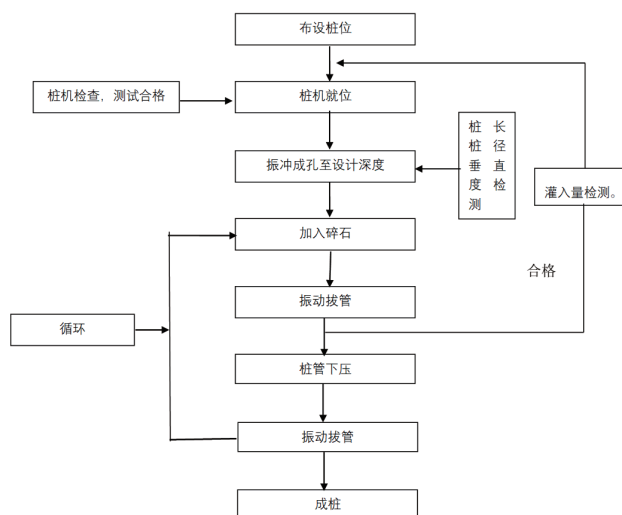 布设桩位
桩机检查，测试合格
桩机就位
桩 长
桩 径
垂 直
度 检
测
振冲成孔至设计深度
灌入量检测。
加入碎石
合格
振动拔管
循环
桩管下压
振动拔管
成桩